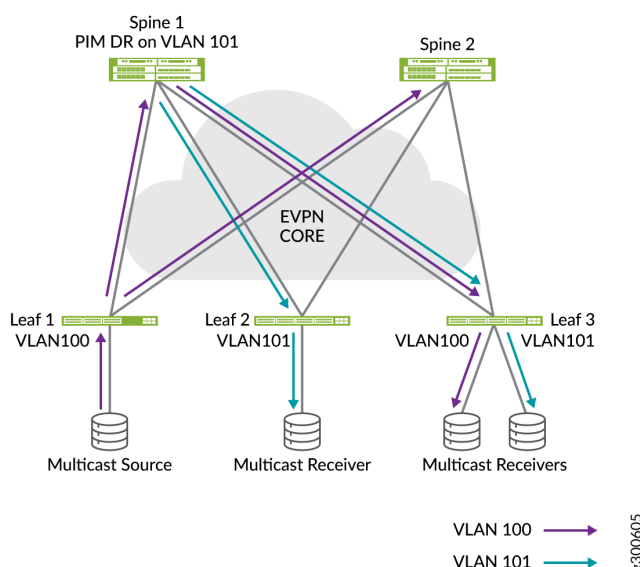 Spine 1
PIM DR on VLAN 101
Spine 2
EVPN
CORE
Leaf 1
VLAN100
Leaf 2
VLAN101
Leaf 3
VLAN100
VLAN101
Multicast Source
Multicast Receiver
Multicast Receivers
VLAN 100
VLAN 101
g300605